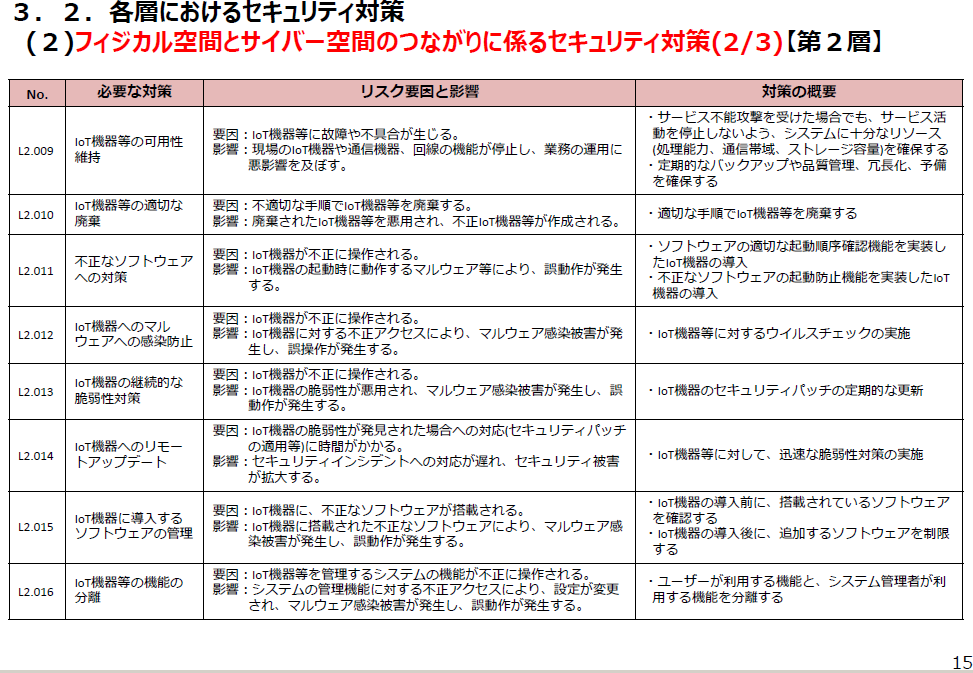 ３．２．各層におけるセキュリティ対策
(２)フィジカル空間とサイバー空間のつながりに係るセキュリティ対策(2/3)【第２層】
No.
必要な対策
リスク要因と影響
対策の概要
L2.009
IoT機器等の可用性
維持
要因：IoT機器等に故障や不具合が生じる。
影響：現場のIoT機器や通信機器、回線の機能が停止し、業務の運用に
悪影響を及ぼす。
・サービス不能攻撃を受けた場合でも、サービス活
動を停止しないよう、システムに十分なリソース
(処理能力、通信帯域、ストレージ容量)を確保する
・定期的なバックアップや品質管理、冗長化、予備
を確保する
L2.010
IoT機器等の適切な
廃棄
要因：不適切な手順でIoT機器等を廃棄する。
影響：廃棄されたIoT機器等を悪用され、不正IoT機器等が作成される。
・適切な手順でIoT機器等を廃棄する
L2.011
不正なソフトウェア
への対策
要因：IoT機器が不正に操作される。
影響：IoT機器の起動時に動作するマルウェア等により、誤動作が発生
する。
・ソフトウェアの適切な起動順序確認機能を実装し
たIoT機器の導入
・不正なソフトウェアの起動防止機能を実装したIoT
機器の導入
L2.012
IoT機器へのマル
ウェアへの感染防止
要因：IoT機器が不正に操作される。
影響：IoT機器に対する不正アクセスにより、マルウェア感染被害が発
生し、誤操作が発生する。
・IoT機器等に対するウイルスチェックの実施
L2.013
IoT機器の継続的な
脆弱性対策
要因：IoT機器が不正に操作される。
影響：IoT機器の脆弱性が悪用され、マルウェア感染被害が発生し、誤
動作が発生する。
・IoT機器のセキュリティパッチの定期的な更新
L2.014
IoT機器へのリモー
トアップデート
要因：IoT機器の脆弱性が発見された場合への対応(セキュリティパッチ
の適用等)に時間がかかる。
影響：セキュリティインシデントへの対応が遅れ、セキュリティ被害
が拡大する。
・IoT機器等に対して、迅速な脆弱性対策の実施
L2.015
IoT機器に導入する
ソフトウェアの管理
要因：IoT機器に、不正なソフトウェアが搭載される。
影響：IoT機器に搭載された不正なソフトウェアにより、マルウェア感
染被害が発生し、誤動作が発生する。
・IoT機器の導入前に、搭載されているソフトウェア
を確認する
・IoT機器の導入後に、追加するソフトウェアを制限
する
L2.016
IoT機器等の機能の
分離
要因：IoT機器等を管理するシステムの機能が不正に操作される。
影響：システムの管理機能に対する不正アクセスにより、設定が変更
され、マルウェア感染被害が発生し、誤動作が発生する。
・ユーザーが利用する機能と、システム管理者が利
用する機能を分離する
15